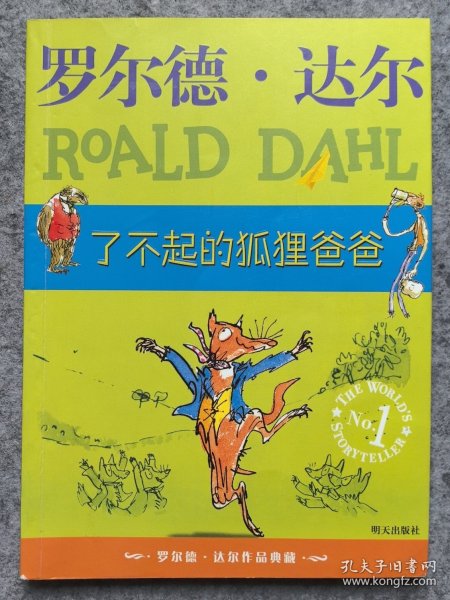 罗尔德·达尔
ROALD DAHL
了不起的狐狸爸爸
THE WORLD'S
No.1
STORYTELLER
明天出版社
罗尔德·达尔作品典藏
孔夫子旧书网
www.kongfz.com